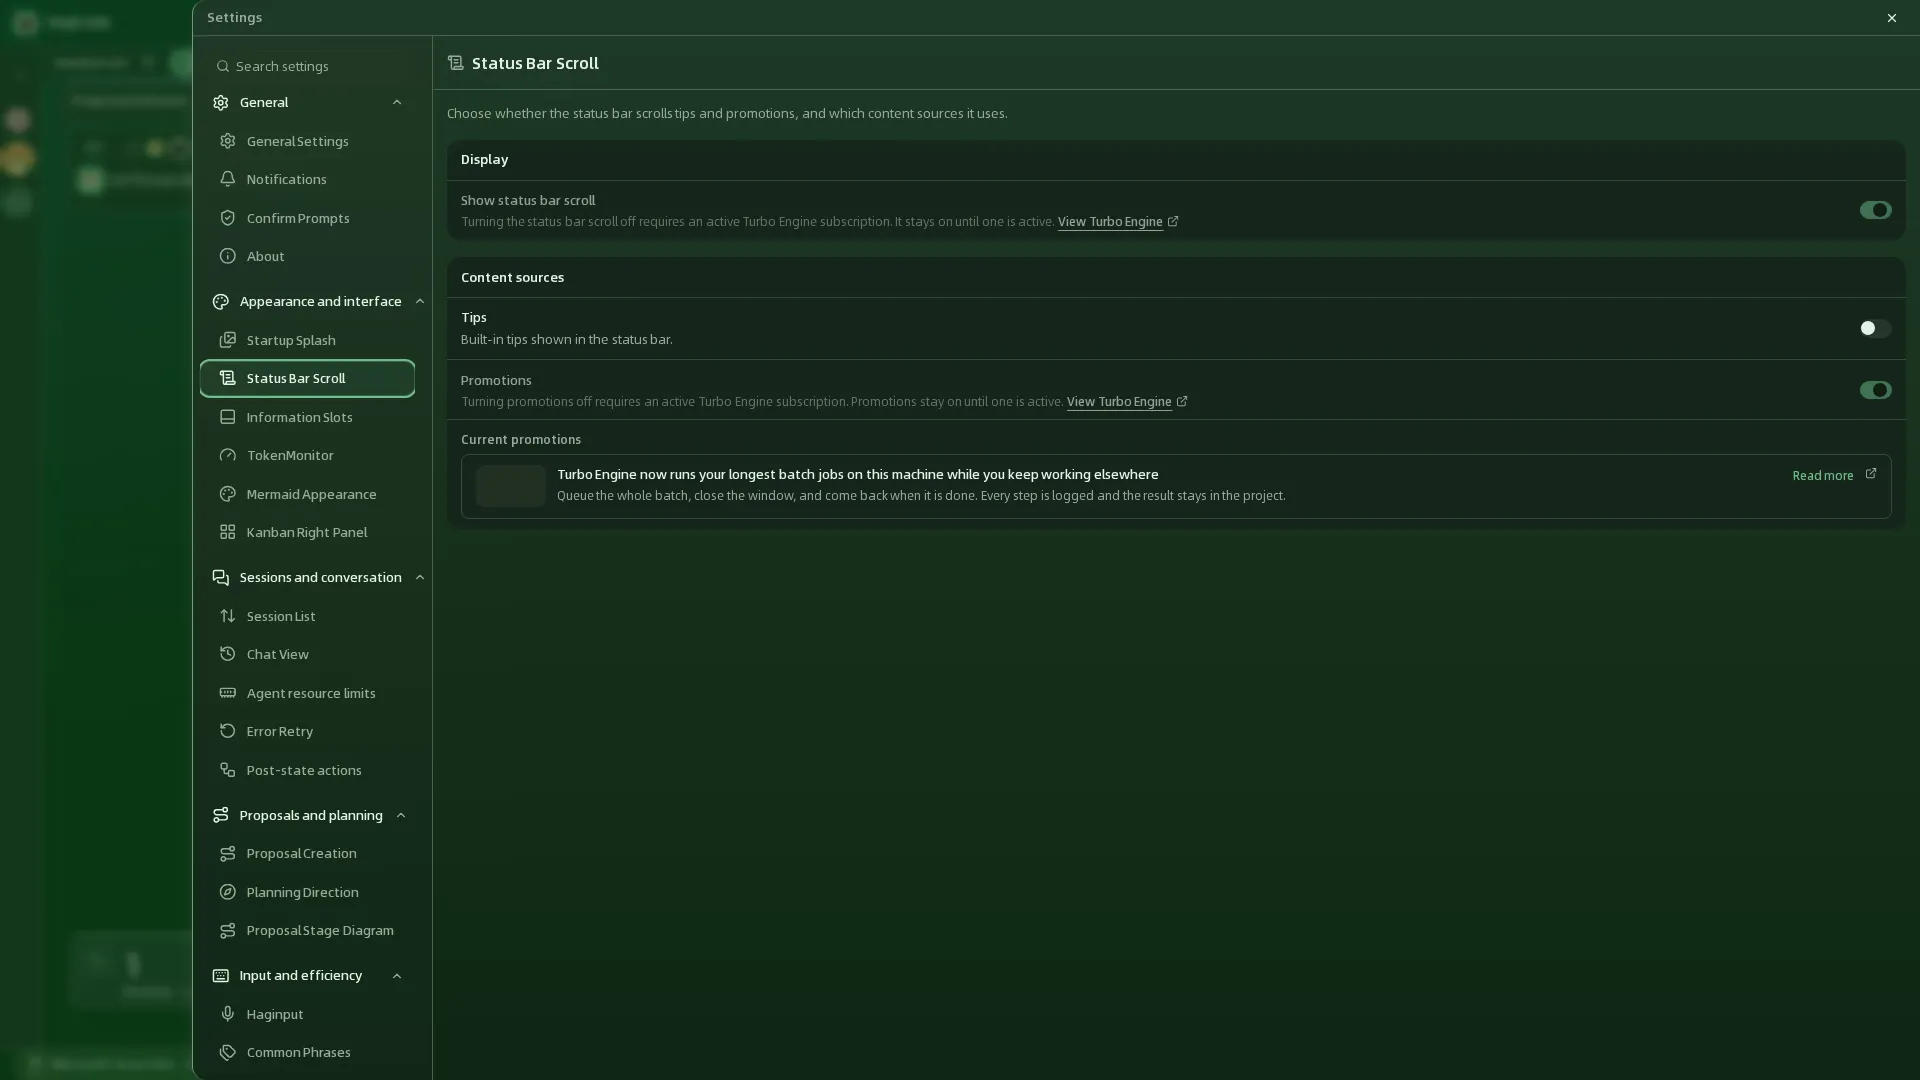 Settings
Search settings
General
General Settings
Notifications
Confirm Prompts
About
Appearance and interface
Startup Splash
Status Bar Scroll
Information Slots
TokenMonitor
Mermaid Appearance
Kanban Right Panel
Sessions and conversation
Session List
Chat View
Agent resource limits
Error Retry
Post-state actions
Proposals and planning
Proposal Creation
Planning Direction
Proposal Stage Diagram
Input and efficiency
Haginput
Common Phrases
Status Bar Scroll
Choose whether the status bar scrolls tips and promotions, and which content sources it uses.
Display
Show status bar scroll
Turning the status bar scroll off requires an active Turbo Engine subscription. It stays on until one is active. View Turbo Engine
Content sources
Tips
Built-in tips shown in the status bar.
Promotions
Turning promotions off requires an active Turbo Engine subscription. Promotions stay on until one is active. View Turbo Engine
Current promotions
Turbo Engine now runs your longest batch jobs on this machine while you keep working elsewhere
Queue the whole batch, close the window, and come back when it is done. Every step is logged and the result stays in the project.
Read more